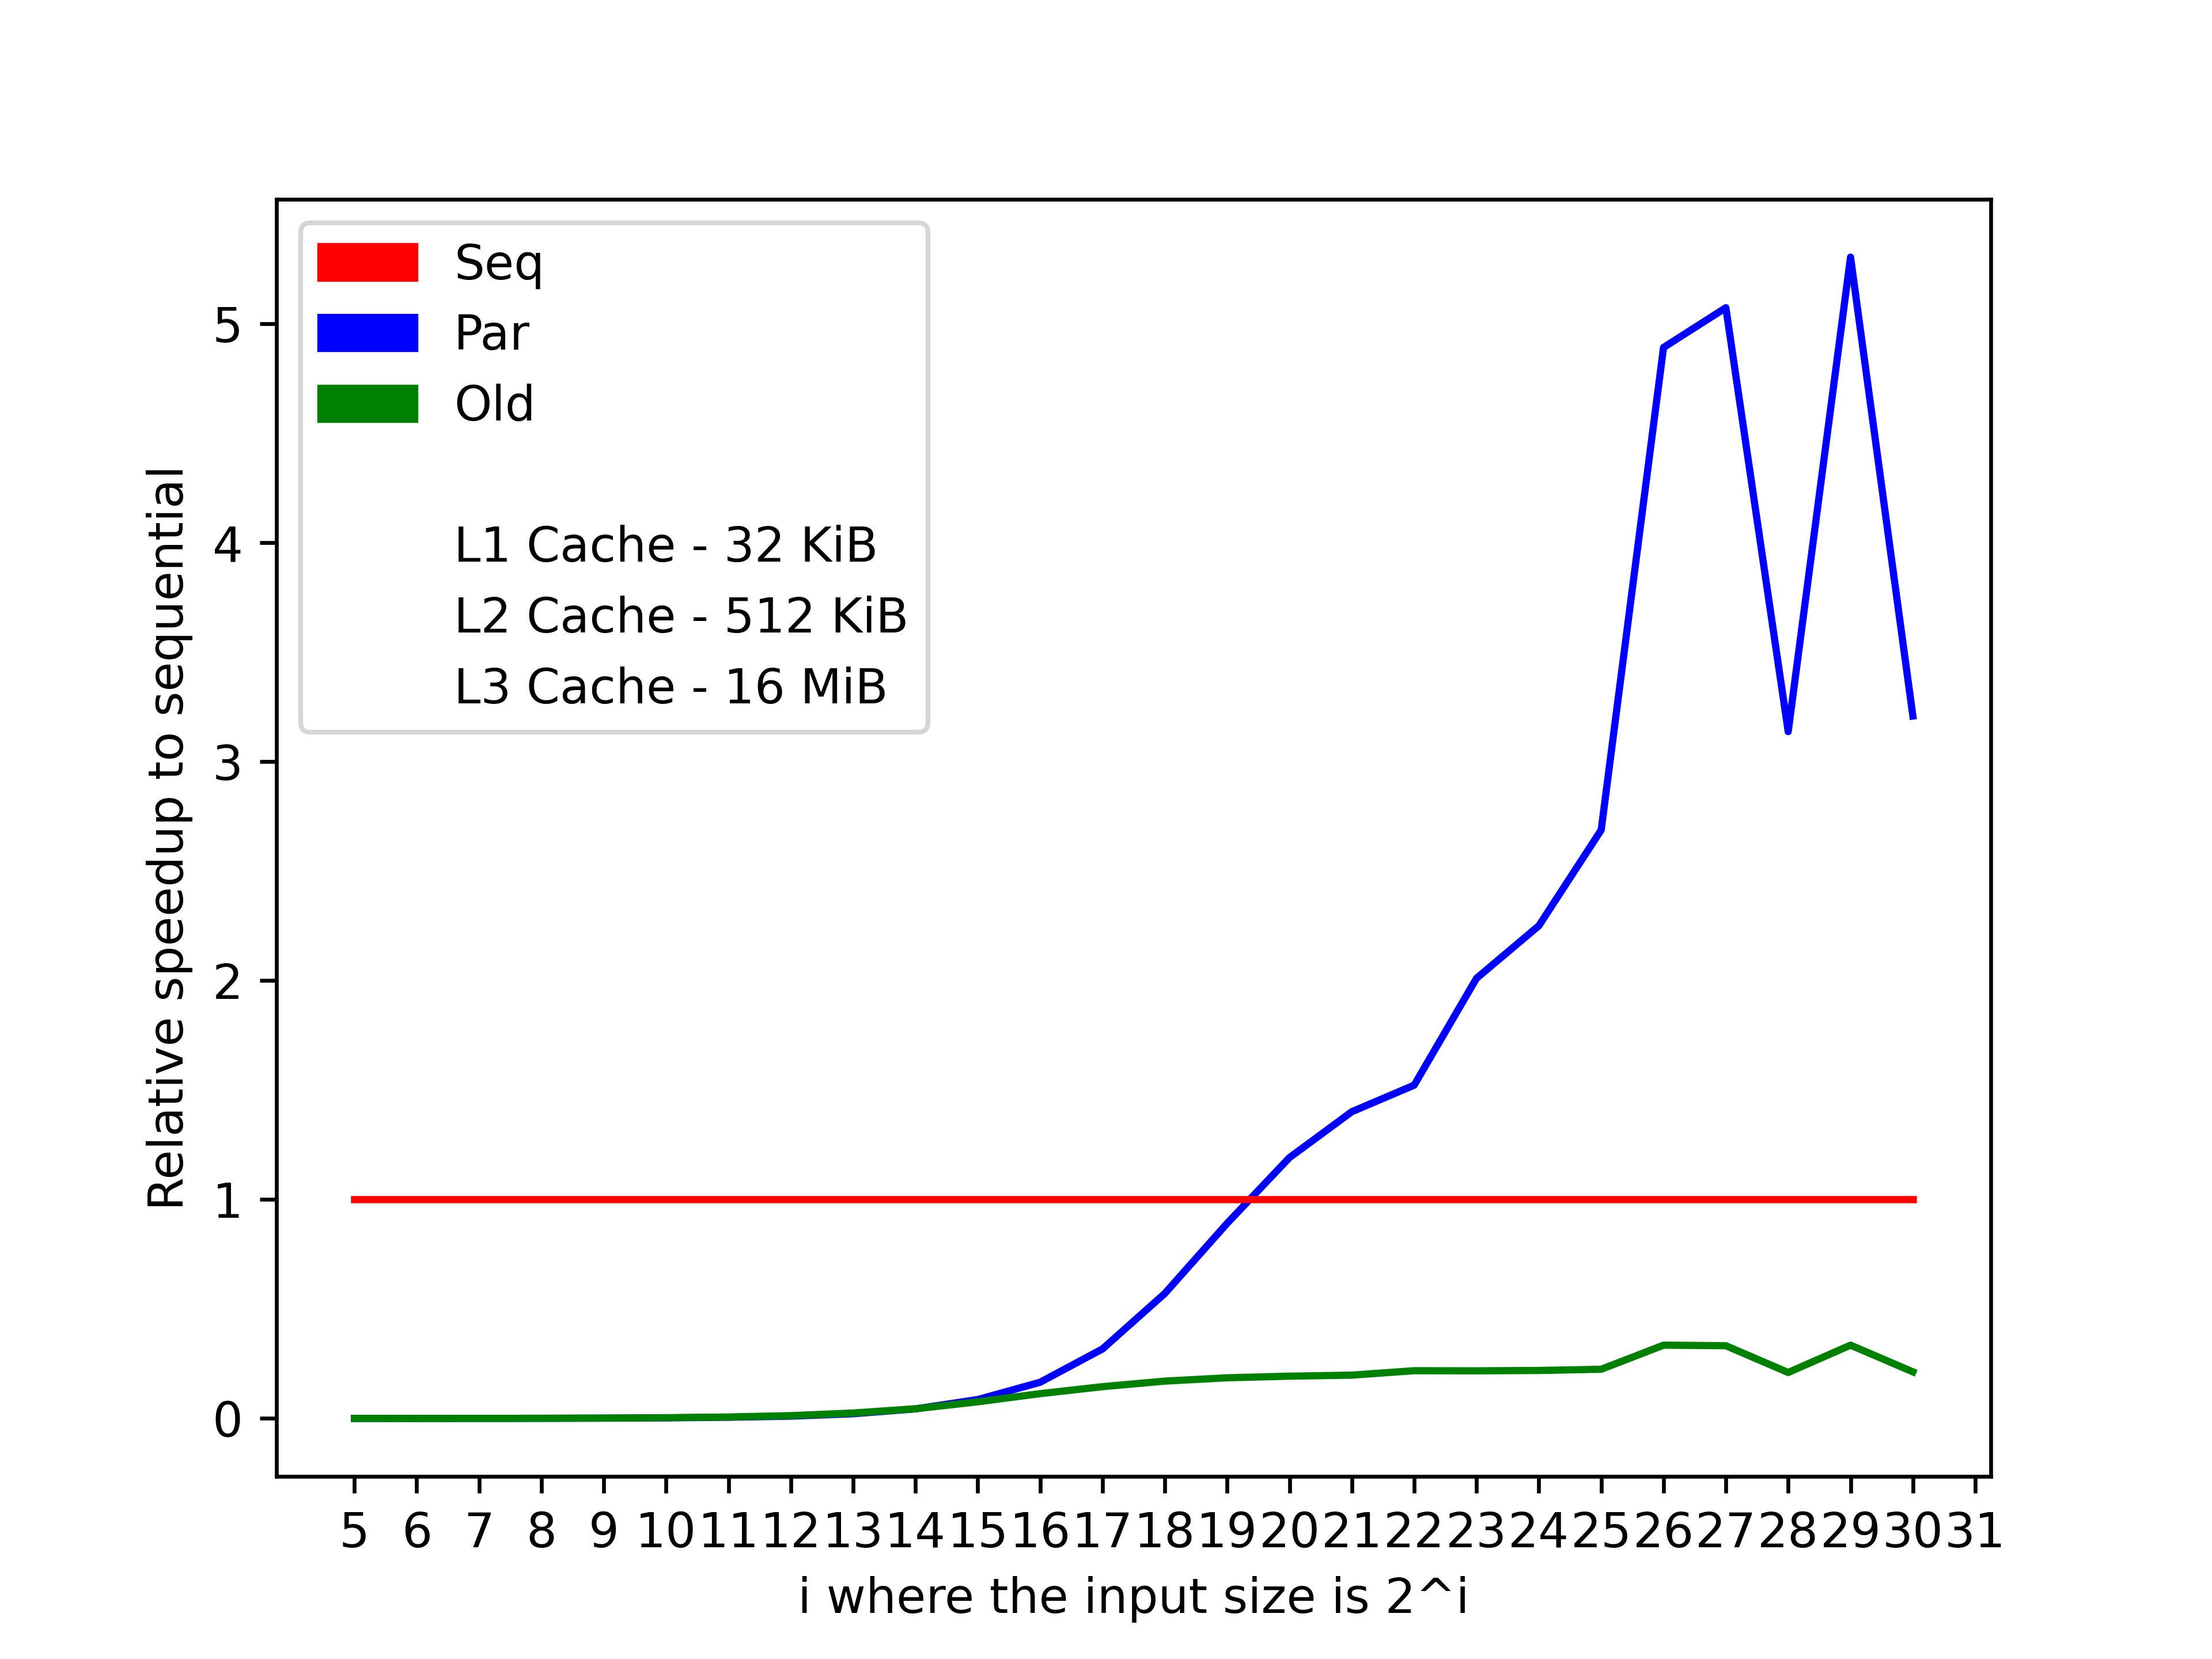 Seq
Par
Old
L1 Cache - 32 KiB
L2 Cache - 512 KiB
L3 Cache - 16 MiB
Relative speedup to sequential
5
4
3
2
1
0
5 6 7 8 9 10 11 12 13 14 15 16 17 18 19 20 21 22 23 24 25 26 27 28 29 30 31
i where the input size is 2^i